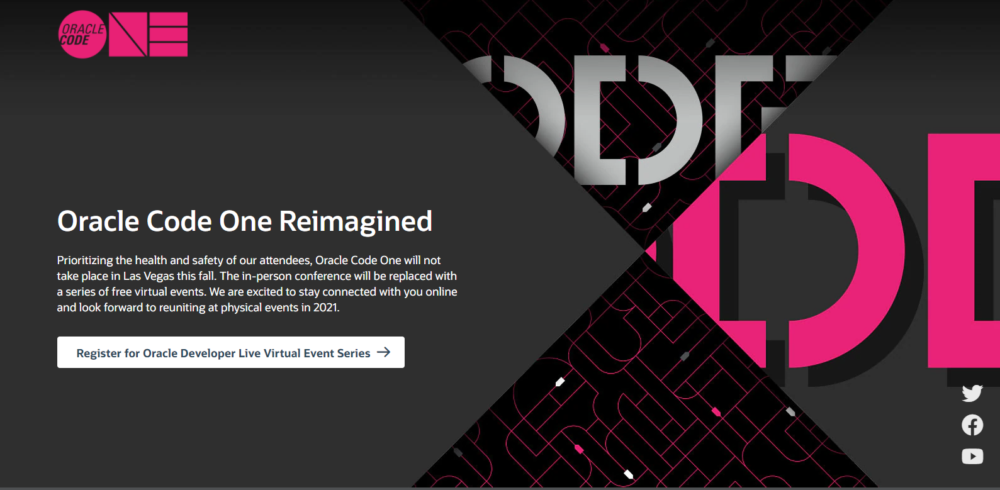 ORACLE
CODE
ONE
Oracle Code One Reimagined
Prioritizing the health and safety of our attendees, Oracle Code One will not
take place in Las Vegas this fall. The in-person conference will be replaced with
a series of free virtual events. We are excited to stay connected with you online
and look forward to reuniting at physical events in 2021.
Register for Oracle Developer Live Virtual Event Series →